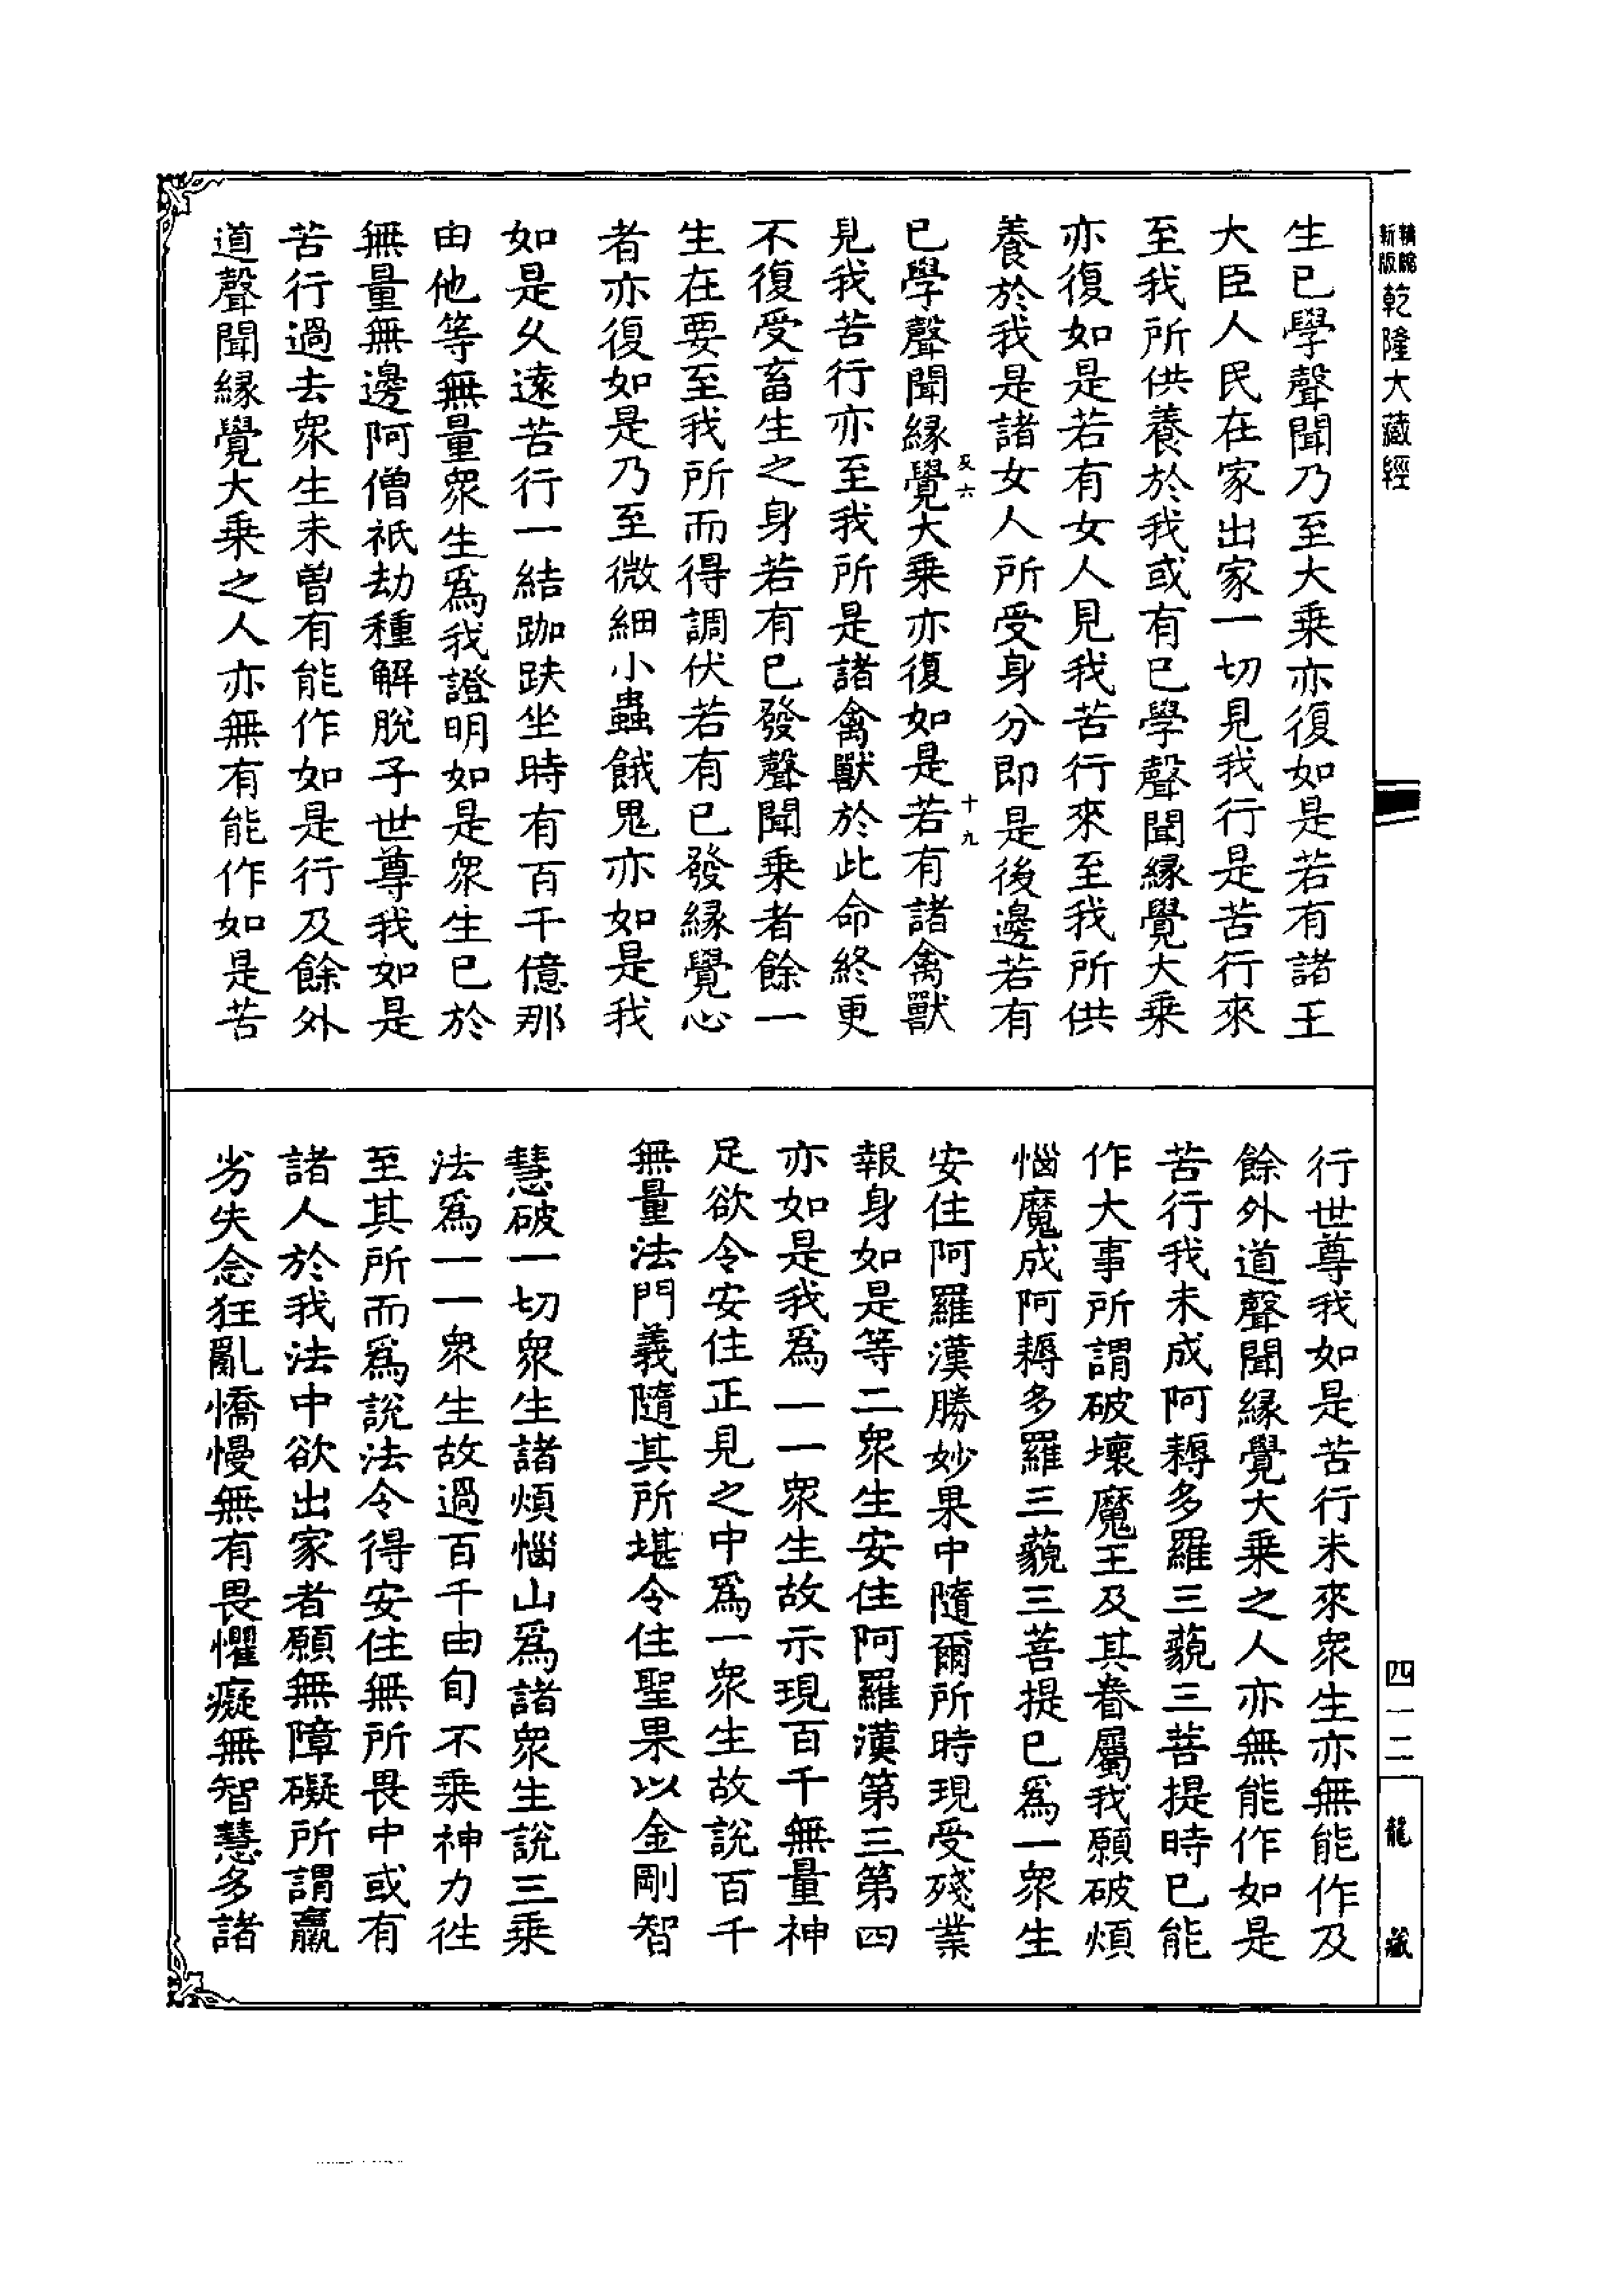 新版
精縮
乾隆大藏經
生已學聲聞乃至大乗亦復如是若有諸王
大臣人民在家出家一切見我行是苦行來
至我所供養於我或有已學聲聞緣覺大乗
亦復如是若有女人見我苦行來至我所供
養於我是諸女人所受身分即是後邊若有
已學聲聞緣覺大乗亦復如是若有諸禽獸
六
十九
見我苦行亦至我所是諸禽獸於此命終更
不復受畜生之身若有已發聲聞乗者餘一
生在要至我所而得調伏若有已發緣覺心
者亦復如是乃至微細小蟲餓鬼亦如是我
如是久遠苦行一結跏趺坐時有百千億那
由他等無量衆生爲我證明如是衆生已於
無量無邊阿僧祇劫種解脫子世尊我如是
苦行過去衆生未曾有能作如是行及餘外
道聲聞緣覺大乗之人亦無有能作如是苦
行世尊我如是苦行未來衆生亦無能作及
餘外道聲聞緣覺大乗之人亦無能作如是
苦行我未成阿耨多羅三藐三菩提時已能
作大事所謂破壞魔王及其眷屬我願破煩
惱魔成阿耨多羅三藐三菩提已爲一衆生
安住阿羅漢勝妙果中隨爾所時現受殘業
報身如是等二衆生安住阿羅漢第三第四
亦如是我爲一一衆生故示現百千無量神
足欲令安住正見之中爲一衆生故說百千
無量法門義隨其所堪令住聖果以金剛智
慧破一切衆生諸煩惱山爲諸衆生說三乗
法爲一一衆生故過百千由旬不乗神力徃
至其所而爲說法令得安住無所畏中或有
諸人於我法中欲出家者願無障礙所謂羸
劣失念狂亂憍慢無有畏懼癡無智慧多諸
四一二
龍藏